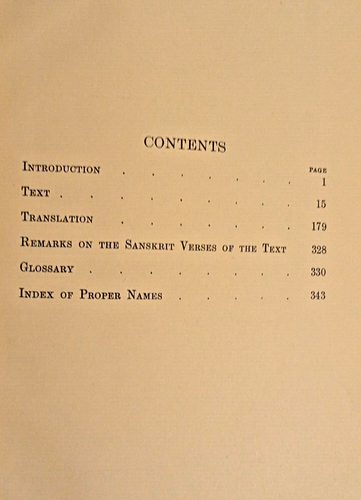 CONTENTS
PAGE
INTRODUCTION . . . . . . . 1
TEXT . . . . . . . . 15
TRANSLATION . . . . . . . 179
REMARKS ON THE SANSKRIT VERSES OF THE TEXT 328
GLOSSARY . . . . . . . 330
INDEX OF PROPER NAMES . . . . . 343